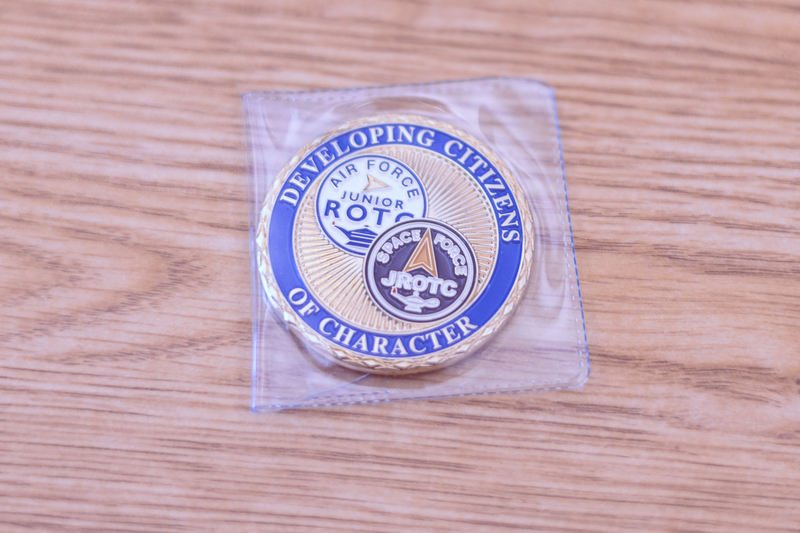 DEVELOPING CITIZENS
AIR FORCE
JUNIOR
ROTC
SPACE FORCE
JROTC
OF CHARACTER